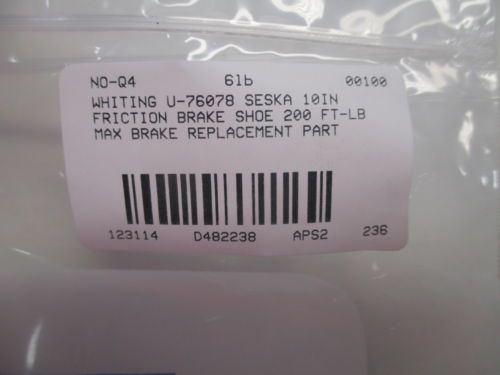 NO-Q4 6lb 00100
WHITING U-76078 SESKA 10IN
FRICTION BRAKE SHOE 200 FT-LB
MAX BRAKE REPLACEMENT PART
123114 D482238 APS2 236